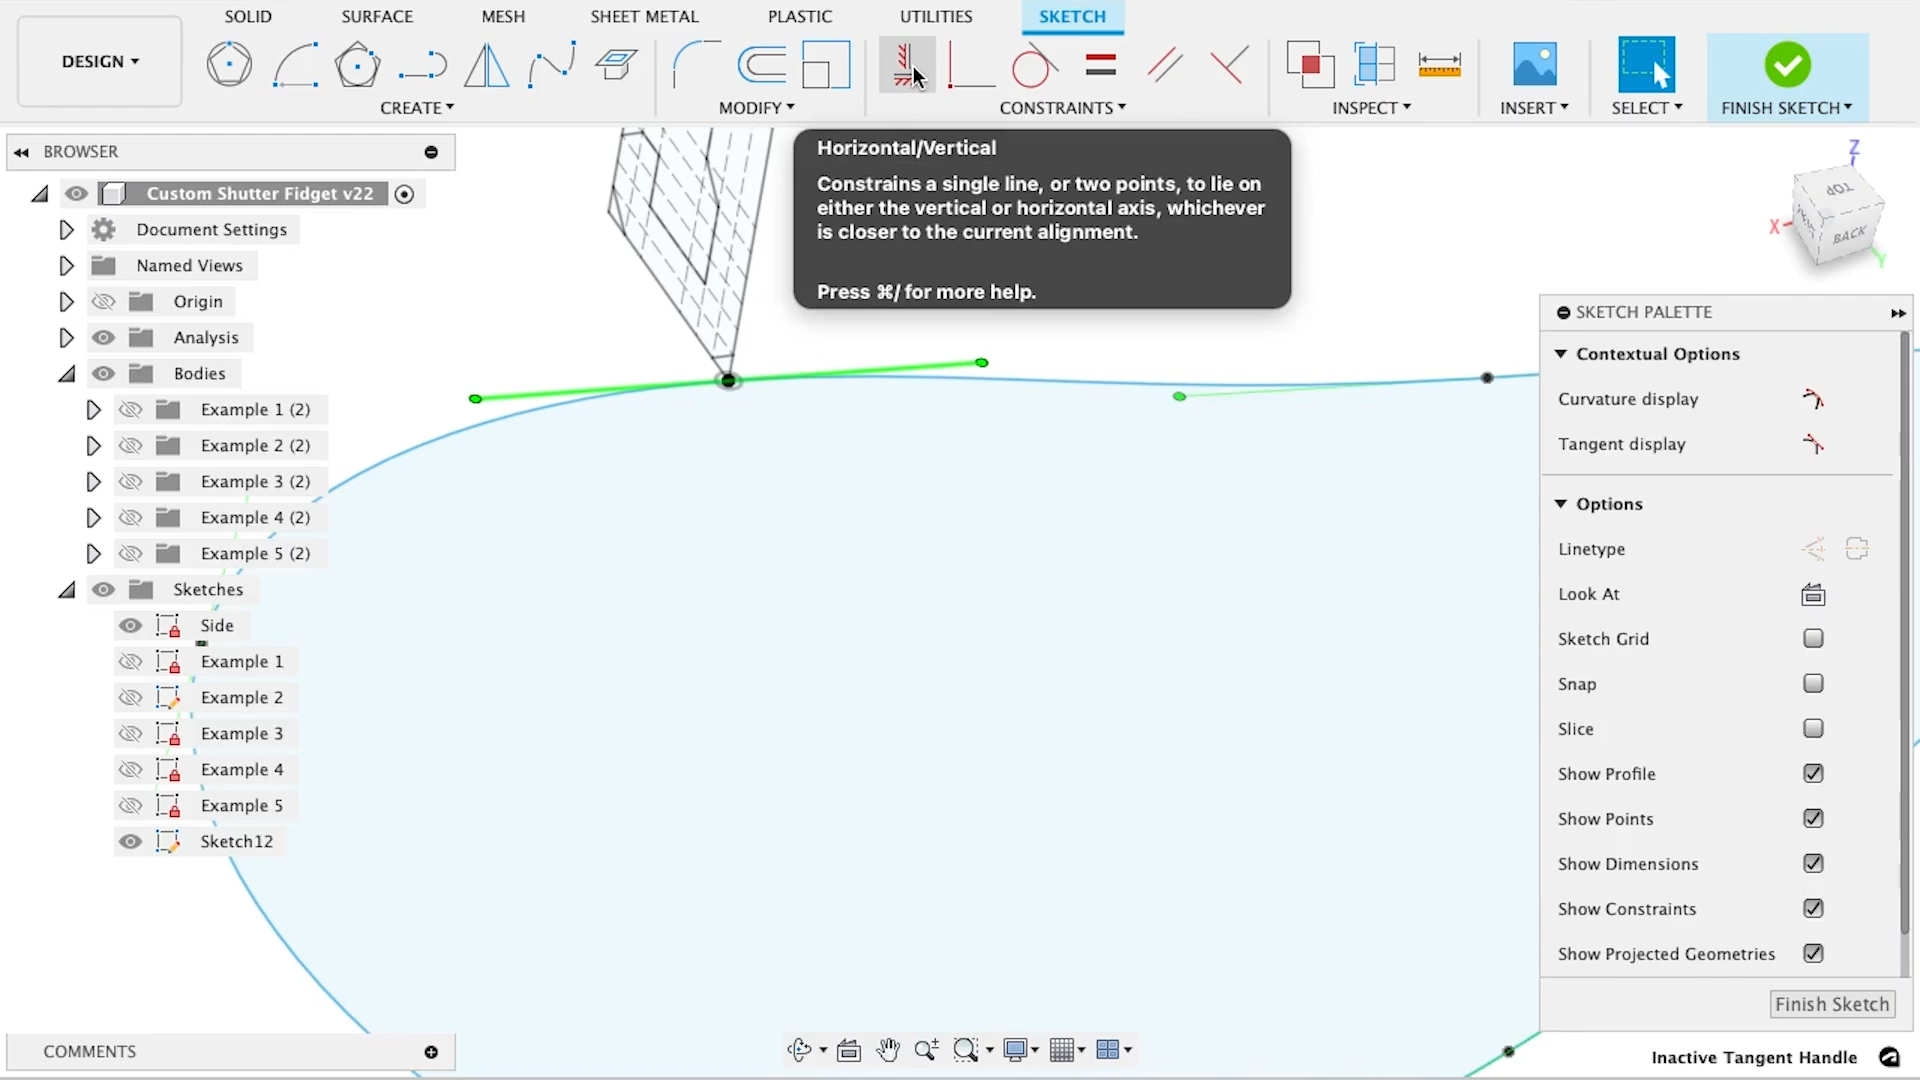 SOLID
SURFACE
MESH
SHEET METAL
PLASTIC
UTILITIES
SKETCH
DESIGN
CREATE
MODIFY
CONSTRAINTS
INSPECT
INSERT
SELECT
FINISH SKETCH
BROWSER
Custom Shutter Fidget v22
Document Settings
Named Views
Origin
Analysis
Bodies
Example 1 (2)
Example 2 (2)
Example 3 (2)
Example 4 (2)
Example 5 (2)
Sketches
Side
Example 1
Example 2
Example 3
Example 4
Example 5
Sketch12
COMMENTS
Horizontal/Vertical
Constrains a single line, or two points, to lie on
either the vertical or horizontal axis, whichever
is closer to the current alignment.
Press ⌘/ for more help.
Z
TOP
X
BACK
Y
SKETCH PALETTE
Contextual Options
Curvature display
Tangent display
Options
Linetype
Look At
Sketch Grid
Snap
Slice
Show Profile
Show Points
Show Dimensions
Show Constraints
Show Projected Geometries
Finish Sketch
Inactive Tangent Handle